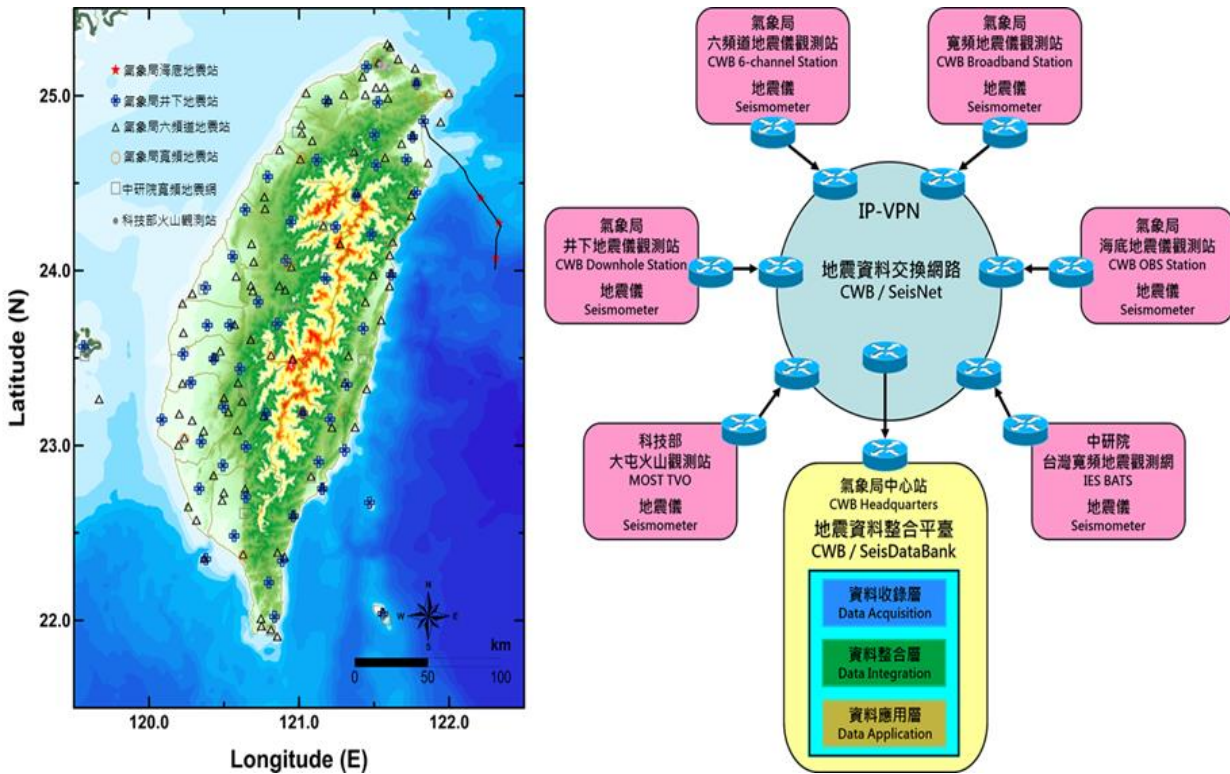 Latitude (N)
25.0
24.0
23.0
22.0
氣象局海底地震站
氣象局井下地震站
氣象局六頻道地震站
氣象局寬頻地震站
中研院寬頻地震網
科技部火山觀測站
N
W
E
S
km
0
50
100
120.0
121.0
122.0
Longitude (E)
氣象局
六頻道地震儀觀測站
CWB 6-channel Station
地震儀
Seismometer
氣象局
寬頻地震儀觀測站
CWB Broadband Station
地震儀
Seismometer
氣象局
井下地震儀觀測站
CWB Downhole Station
地震儀
Seismometer
IP-VPN
地震資料交換網路
CWB / SeisNet
氣象局
海底地震儀觀測站
CWB OBS Station
地震儀
Seismometer
科技部
大屯火山觀測站
MOST TVO
地震儀
Seismometer
中研院
台灣寬頻地震觀測網
IES BATS
地震儀
Seismometer
氣象局中心站
CWB Headquarters
地震資料整合平臺
CWB / SeisDataBank
資料收錄層
Data Acquisition
資料整合層
Data Integration
資料應用層
Data Application